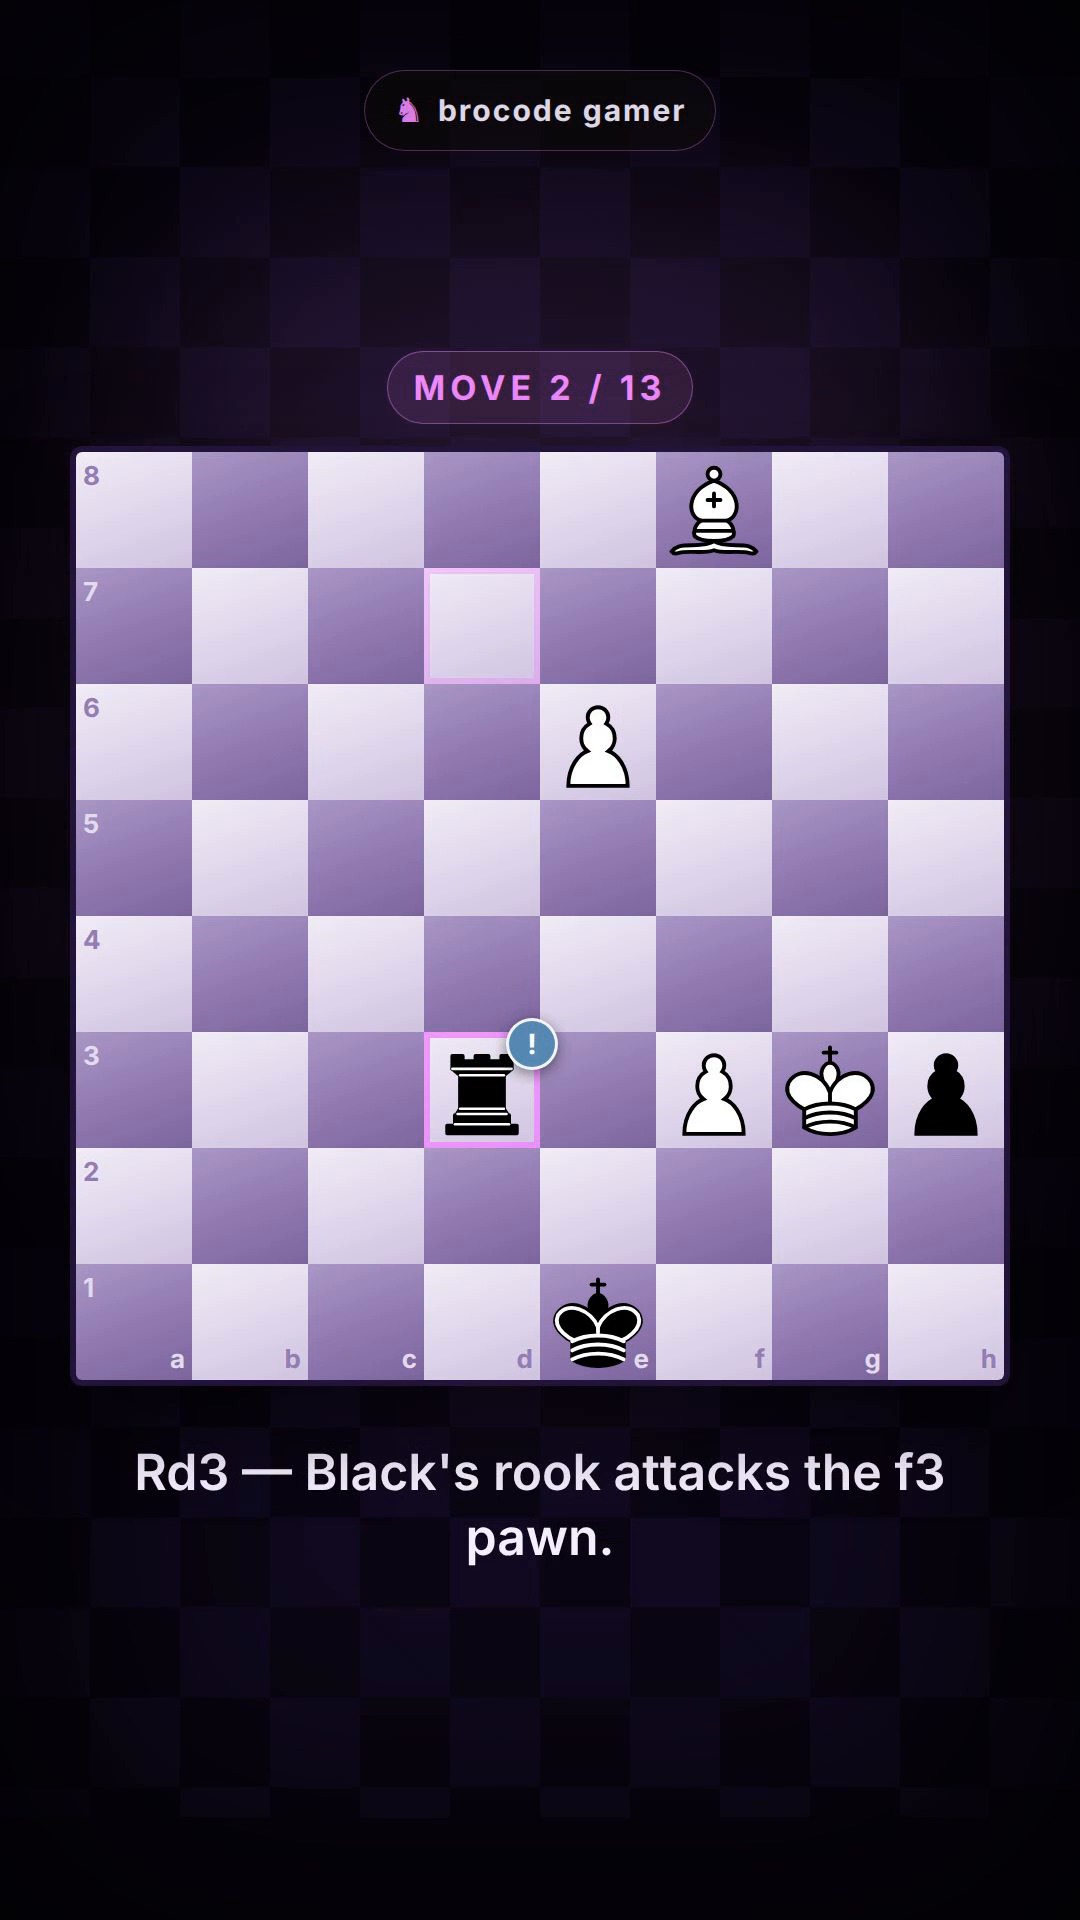 brocode gamer
MOVE 2 / 13
8
7
6
5
4
3
!
2
1
a b c d e f g h
Rd3 — Black's rook attacks the f3
pawn.